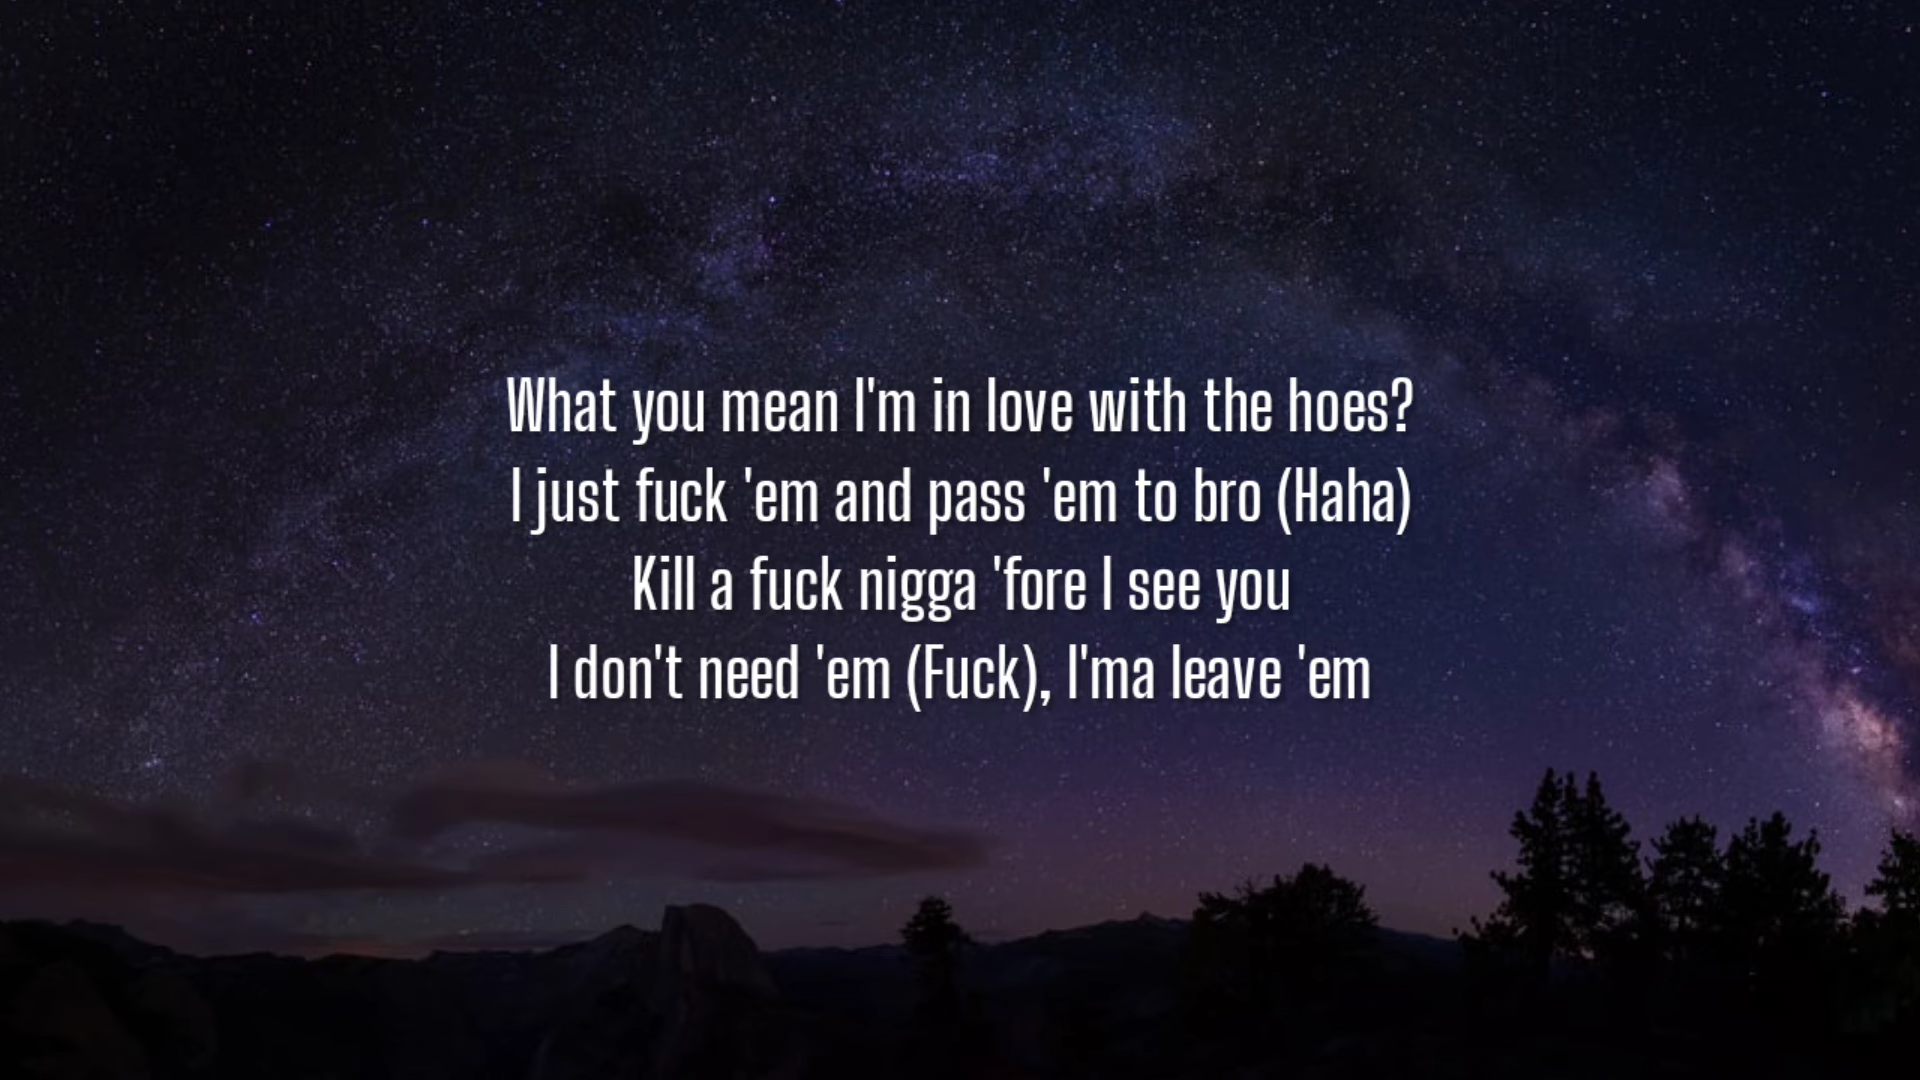 What you mean I'm in love with the hoes?
I just fuck 'em and pass 'em to bro (Haha)
Kill a fuck nigga 'fore I see you
I don't need 'em (Fuck), I'ma leave 'em